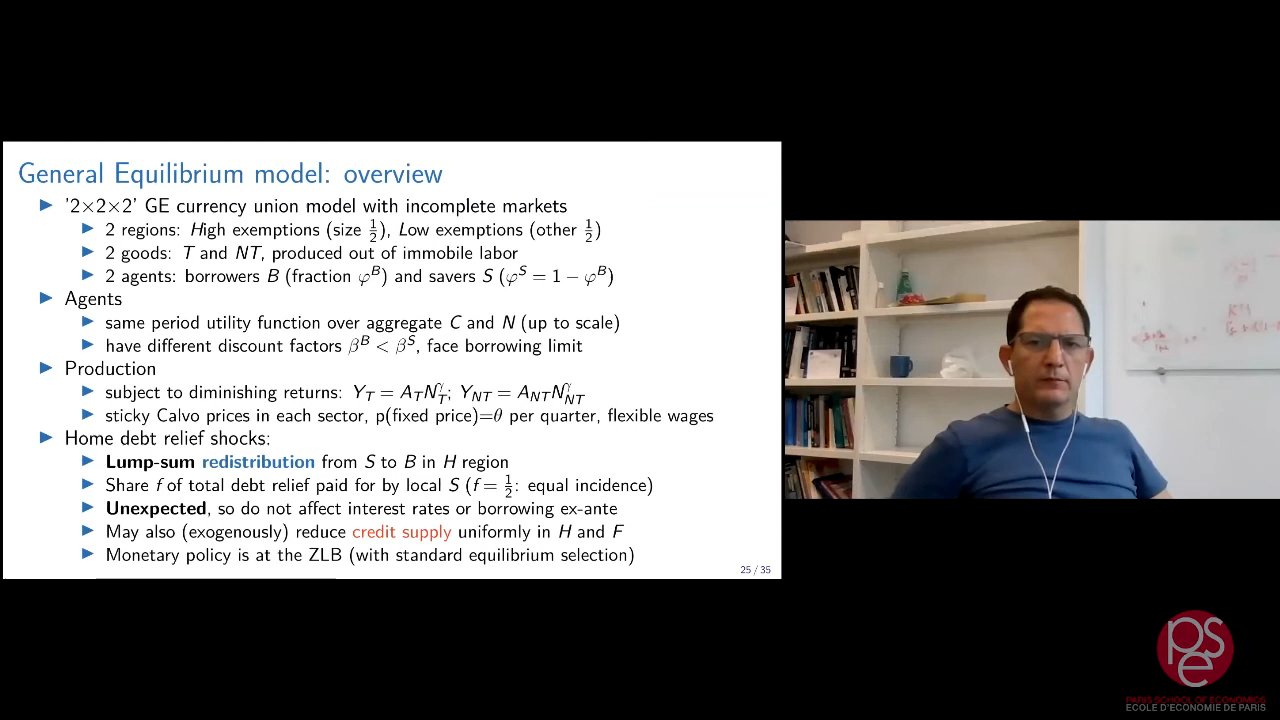 General Equilibrium model: overview
▶ '2×2×2' GE currency union model with incomplete markets
▶ 2 regions: High exemptions (size 1/2), Low exemptions (other 1/2)
▶ 2 goods: T and NT, produced out of immobile labor
▶ 2 agents: borrowers B (fraction φ^B) and savers S (φ^S = 1 − φ^B)
▶ Agents
▶ same period utility function over aggregate C and N (up to scale)
▶ have different discount factors β^B < β^S, face borrowing limit
▶ Production
▶ subject to diminishing returns: Y_T = A_T N_T^γ; Y_NT = A_NT N_NT^γ
▶ sticky Calvo prices in each sector, p(fixed price)=θ per quarter, flexible wages
▶ Home debt relief shocks:
▶ Lump-sum redistribution from S to B in H region
▶ Share f of total debt relief paid for by local S (f = 1/2: equal incidence)
▶ Unexpected, so do not affect interest rates or borrowing ex-ante
▶ May also (exogenously) reduce credit supply uniformly in H and F
▶ Monetary policy is at the ZLB (with standard equilibrium selection)
25 / 35
pse
PARIS SCHOOL OF ECONOMICS
ECOLE D'ECONOMIE DE PARIS